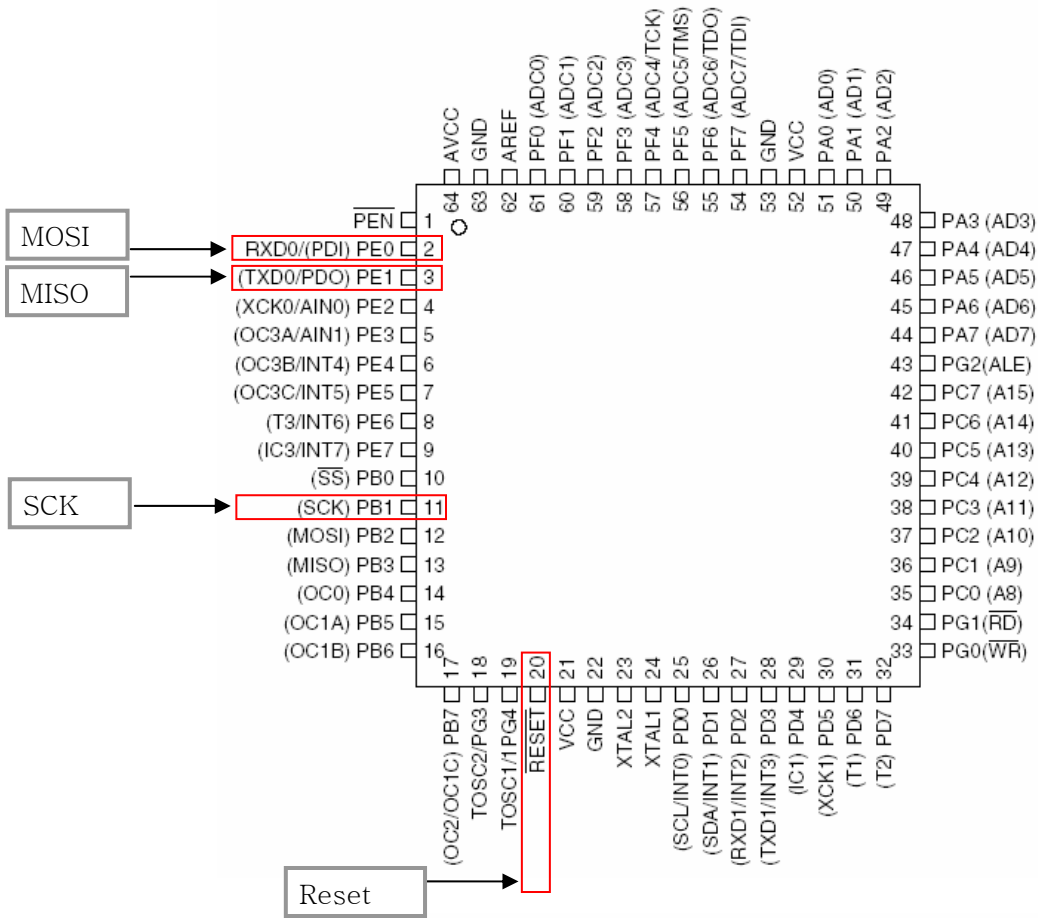 AVCC
GND
AREF
PF0 (ADC0)
PF1 (ADC1)
PF2 (ADC2)
PF3 (ADC3)
PF4 (ADC4/TCK)
PF5 (ADC5/TMS)
PF6 (ADC6/TDO)
PF7 (ADC7/TDI)
GND
VCC
PA0 (AD0)
PA1 (AD1)
PA2 (AD2)
64
63
62
61
60
59
58
57
56
55
54
53
52
51
50
49
MOSI
MISO
SCK
PEN 1
RXD0/(PDI) PE0 2
(TXD0/PDO) PE1 3
(XCK0/AIN0) PE2 4
(OC3A/AIN1) PE3 5
(OC3B/INT4) PE4 6
(OC3C/INT5) PE5 7
(T3/INT6) PE6 8
(IC3/INT7) PE7 9
(SS) PB0 10
(SCK) PB1 11
(MOSI) PB2 12
(MISO) PB3 13
(OC0) PB4 14
(OC1A) PB5 15
(OC1B) PB6 16
48 PA3 (AD3)
47 PA4 (AD4)
46 PA5 (AD5)
45 PA6 (AD6)
44 PA7 (AD7)
43 PG2(ALE)
42 PC7 (A15)
41 PC6 (A14)
40 PC5 (A13)
39 PC4 (A12)
38 PC3 (A11)
37 PC2 (A10)
36 PC1 (A9)
35 PC0 (A8)
34 PG1(RD)
33 PG0(WR)
17
18
19
20
21
22
23
24
25
26
27
28
29
30
31
32
(OC2/OC1C) PB7
TOSC2/PG3
TOSC1/1PG4
RESET
VCC
GND
XTAL2
XTAL1
(SCL/INT0) PD0
(SDA/INT1) PD1
(RXD1/INT2) PD2
(TXD1/INT3) PD3
(IC1) PD4
(XCK1) PD5
(T1) PD6
(T2) PD7
Reset